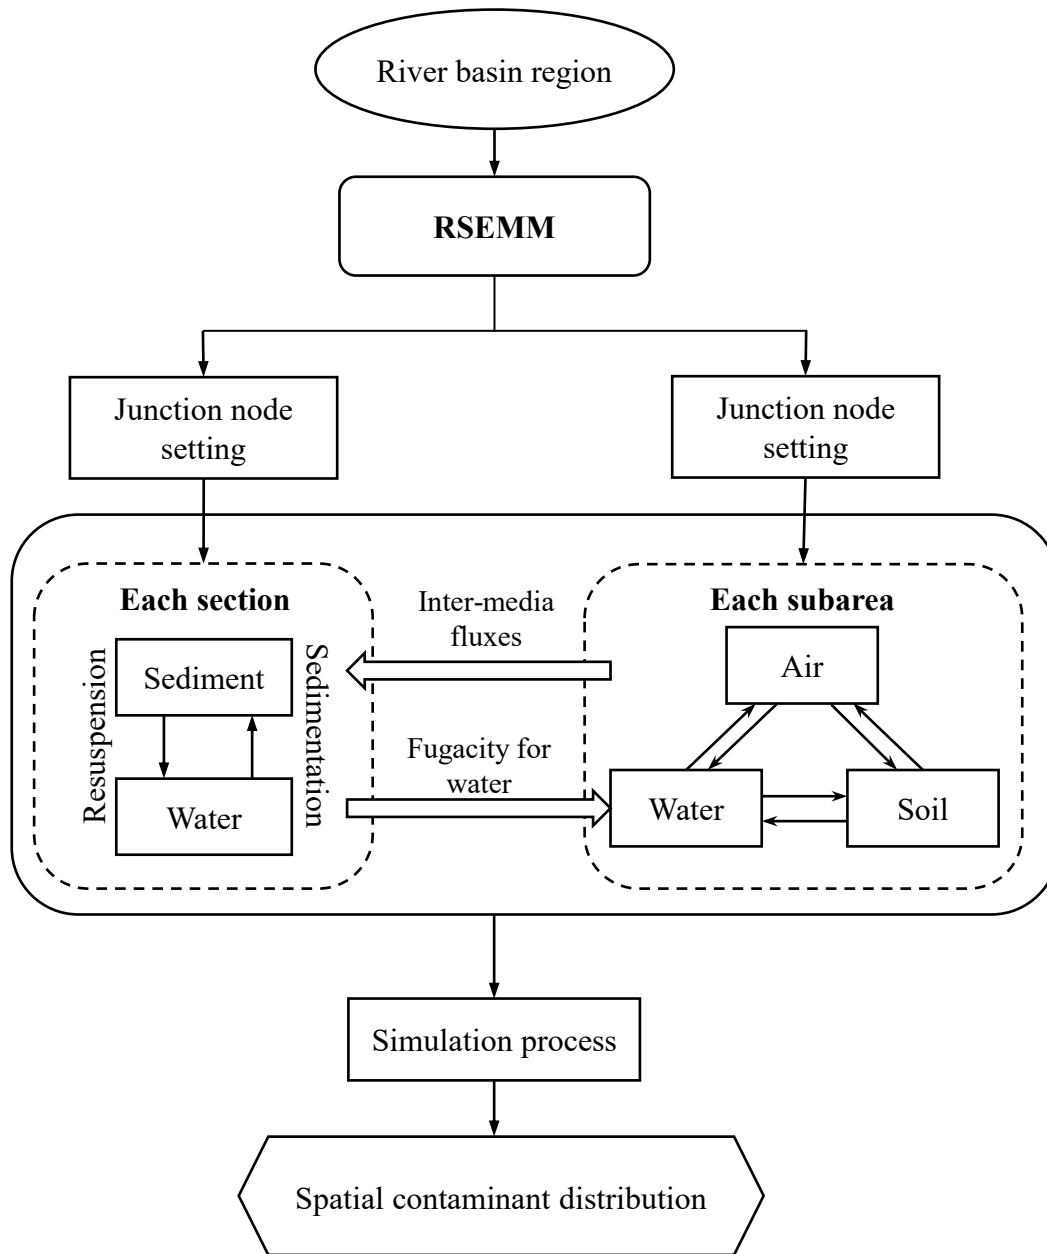 River basin region
RSEMM
Junction node
setting
Junction node
setting
Each section
Sediment
Water
Resuspension
Sedimentation
Inter-media
fluxes
Fugacity for
water
Each subarea
Air
Water
Soil
Simulation process
Spatial contaminant distribution